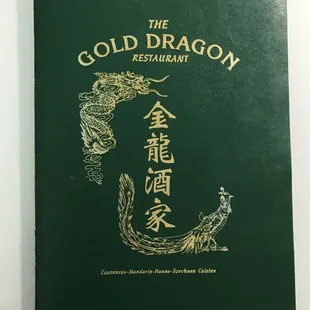 THE
GOLD DRAGON
RESTAURANT
金龍酒家
Cantonese-Mandarin-Hunan-Szechuan Cuisine